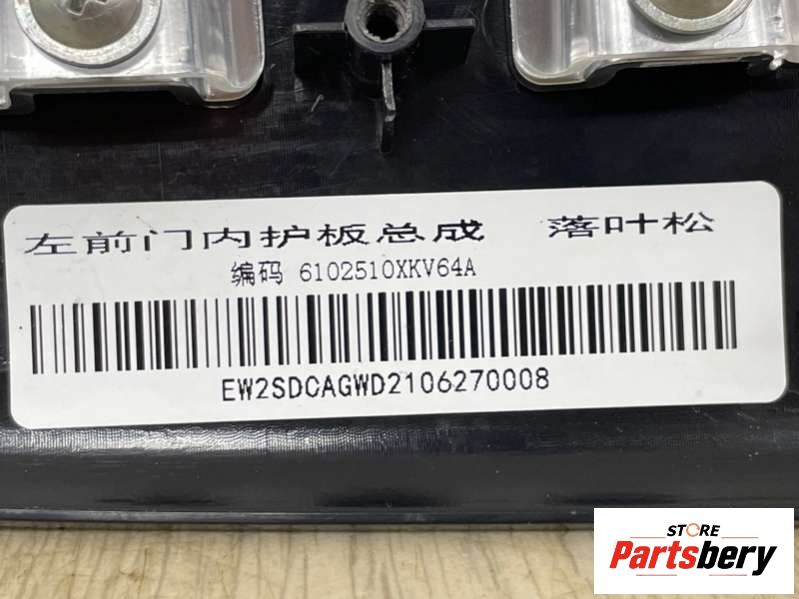 左前门内护板总成 落叶松
编码 6102510XKV64A
EW2SDCAGWD2106270008
STORE
Partsbery